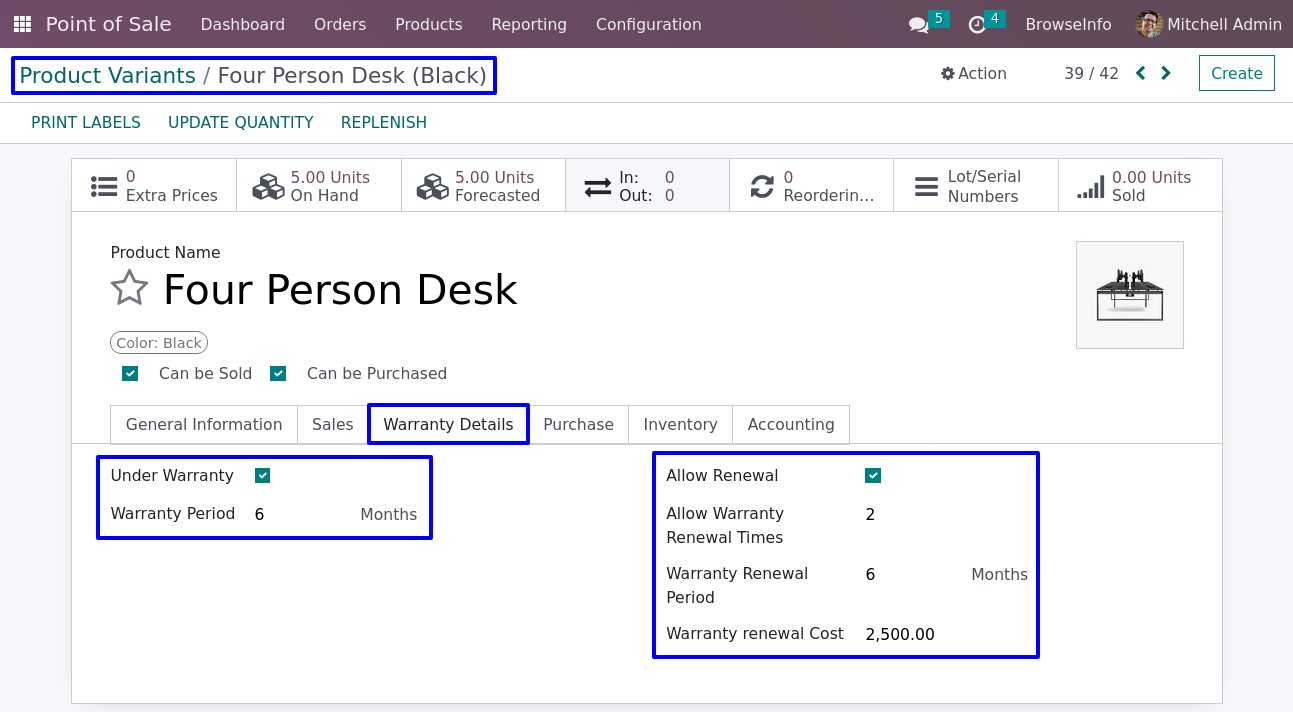 Point of Sale Dashboard Orders Products Reporting Configuration 5 4 BrowseInfo Mitchell Admin
Product Variants / Four Person Desk (Black) Action 39 / 42 Create
PRINT LABELS UPDATE QUANTITY REPLENISH
0 Extra Prices
5.00 Units On Hand
5.00 Units Forecasted
In: 0
Out: 0
0 Reorderin...
Lot/Serial Numbers
0.00 Units Sold
Product Name
Four Person Desk
Color: Black
Can be Sold Can be Purchased
General Information Sales Warranty Details Purchase Inventory Accounting
Under Warranty
Warranty Period 6 Months
Allow Renewal
Allow Warranty Renewal Times 2
Warranty Renewal Period 6 Months
Warranty renewal Cost 2,500.00